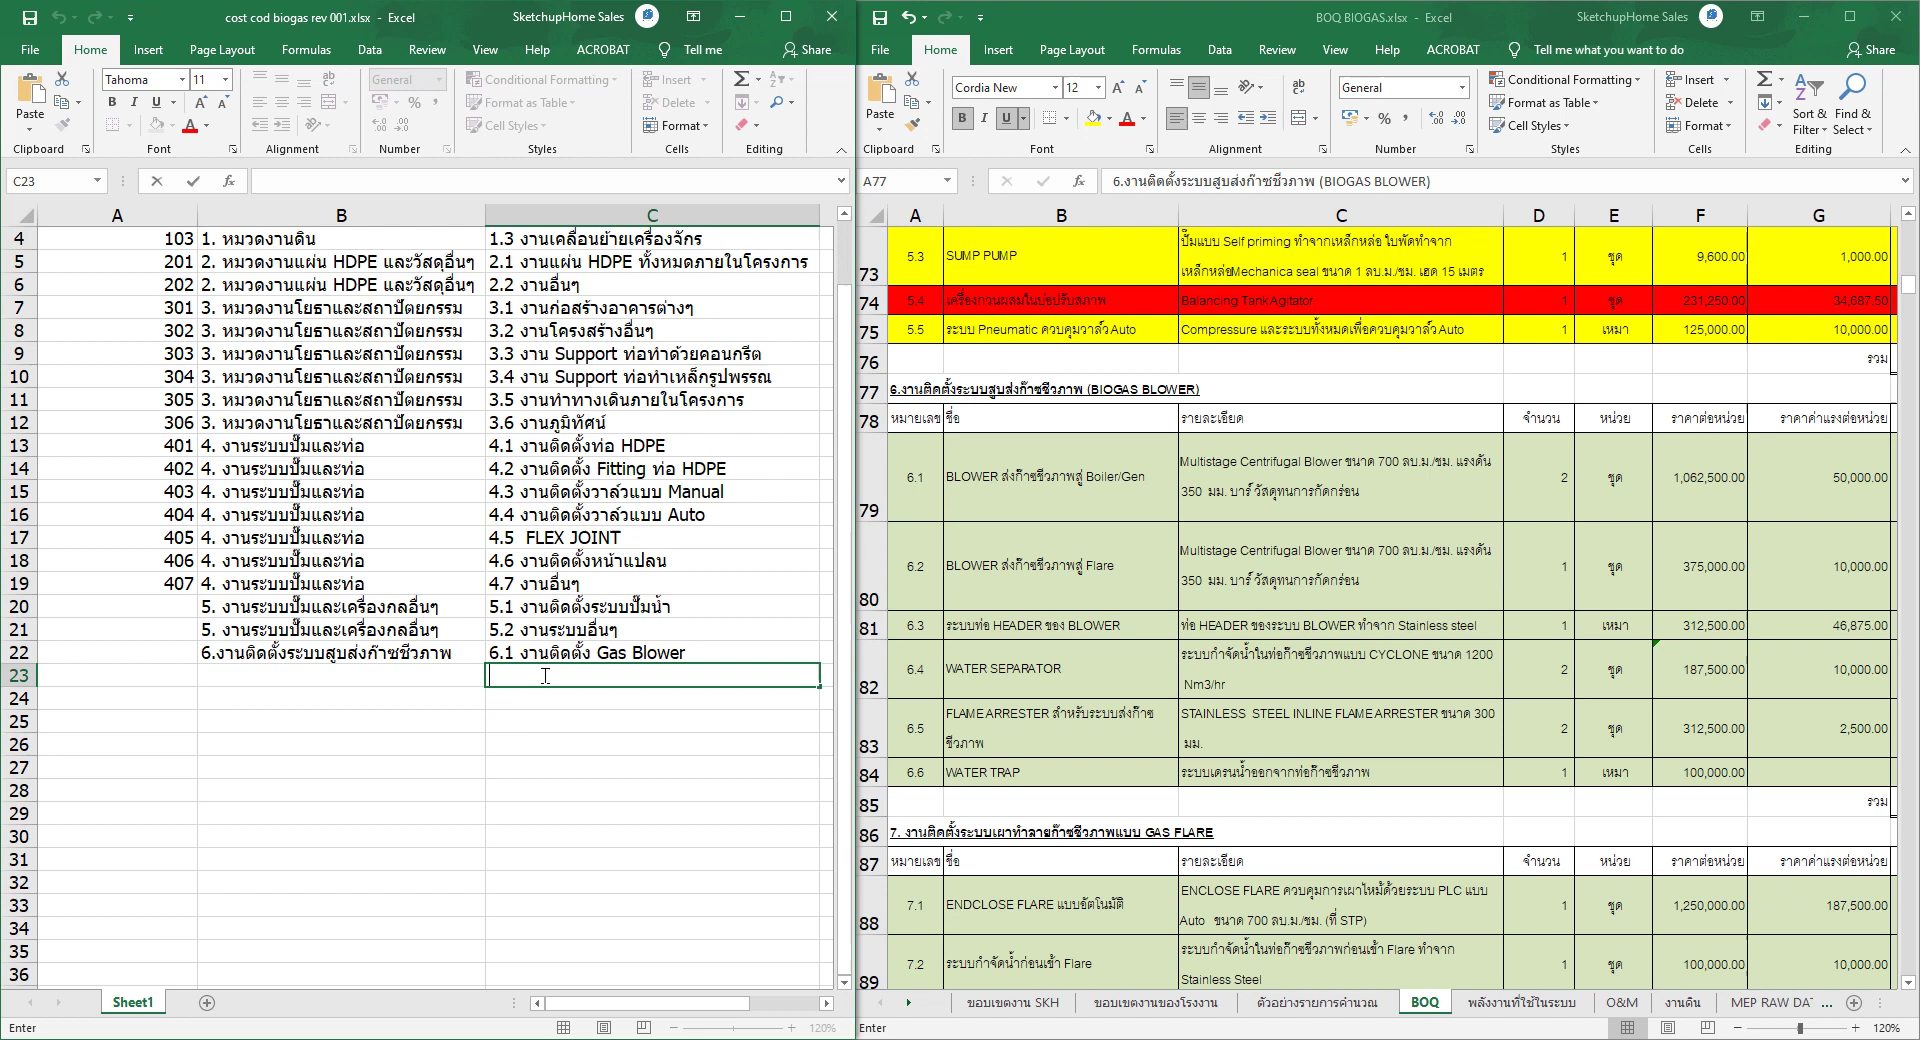 cost cod biogas rev 001.xlsx - Excel
SketchupHome Sales
File Home Insert Page Layout Formulas Data Review View Help ACROBAT Tell me Share
Tahoma 11 General
Conditional Formatting Format as Table Cell Styles
Insert Delete Format
Paste
Clipboard Font Alignment Number Styles Cells Editing
C23
A B C
4 103 1. หมวดงานดิน 1.3 งานเคลื่อนย้ายเครื่องจักร
5 201 2. หมวดงานแผ่น HDPE และวัสดุอื่นๆ 2.1 งานแผ่น HDPE ทั้งหมดภายในโครงการ
6 202 2. หมวดงานแผ่น HDPE และวัสดุอื่นๆ 2.2 งานอื่นๆ
7 301 3. หมวดงานโยธาและสถาปัตยกรรม 3.1 งานก่อสร้างอาคารต่างๆ
8 302 3. หมวดงานโยธาและสถาปัตยกรรม 3.2 งานโครงสร้างอื่นๆ
9 303 3. หมวดงานโยธาและสถาปัตยกรรม 3.3 งาน Support ท่อทำด้วยคอนกรีต
10 304 3. หมวดงานโยธาและสถาปัตยกรรม 3.4 งาน Support ท่อทำเหล็กรูปพรรณ
11 305 3. หมวดงานโยธาและสถาปัตยกรรม 3.5 งานทำทางเดินภายในโครงการ
12 306 3. หมวดงานโยธาและสถาปัตยกรรม 3.6 งานภูมิทัศน์
13 401 4. งานระบบปั๊มและท่อ 4.1 งานติดตั้งท่อ HDPE
14 402 4. งานระบบปั๊มและท่อ 4.2 งานติดตั้ง Fitting ท่อ HDPE
15 403 4. งานระบบปั๊มและท่อ 4.3 งานติดตั้งวาล์วแบบ Manual
16 404 4. งานระบบปั๊มและท่อ 4.4 งานติดตั้งวาล์วแบบ Auto
17 405 4. งานระบบปั๊มและท่อ 4.5 FLEX JOINT
18 406 4. งานระบบปั๊มและท่อ 4.6 งานติดตั้งหน้าแปลน
19 407 4. งานระบบปั๊มและท่อ 4.7 งานอื่นๆ
20 5. งานระบบปั๊มและเครื่องกลอื่นๆ 5.1 งานติดตั้งระบบปั๊มน้ำ
21 5. งานระบบปั๊มและเครื่องกลอื่นๆ 5.2 งานระบบอื่นๆ
22 6.งานติดตั้งระบบสูบส่งก๊าซชีวภาพ 6.1 งานติดตั้ง Gas Blower
23
24
25
26
27
28
29
30
31
32
33
34
35
36
Sheet1
Enter 120%
BOQ BIOGAS.xlsx - Excel
SketchupHome Sales
File Home Insert Page Layout Formulas Data Review View Help ACROBAT Tell me what you want to do Share
Cordia New 12 General
Conditional Formatting Format as Table Cell Styles
Insert Delete Format
Sort & Filter Find & Select
Paste
Clipboard Font Alignment Number Styles Cells Editing
A77 6.งานติดตั้งระบบสูบส่งก๊าซชีวภาพ (BIOGAS BLOWER)
A B C D E F G
73 5.3 SUMP PUMP ปั๊มแบบ Self priming ทำจากเหล็กหล่อ ใบพัดทำจาก 1 ชุด 9,600.00 1,000.00
เหล็กหล่อMechanica seal ขนาด 1 ลบ.ม./ชม. เฮด 15 เมตร
74 5.4 เครื่องกวนผสมในบ่อปรับสภาพ Balancing Tank Agitator 1 ชุด 231,250.00 34,687.50
75 5.5 ระบบ Pneumatic ควบคุมวาล์ว Auto Compressure และระบบทั้งหมดเพื่อควบคุมวาล์ว Auto 1 เหมา 125,000.00 10,000.00
76 รวม
77 6.งานติดตั้งระบบสูบส่งก๊าซชีวภาพ (BIOGAS BLOWER)
78 หมายเลข ชื่อ รายละเอียด จำนวน หน่วย ราคาต่อหน่วย ราคาค่าแรงต่อหน่วย
79 6.1 BLOWER ส่งก๊าซชีวภาพสู่ Boiler/Gen Multistage Centrifugal Blower ขนาด 700 ลบ.ม./ชม. แรงดัน 2 ชุด 1,062,500.00 50,000.00
350 มม. บาร์ วัสดุทนการกัดกร่อน
80 6.2 BLOWER ส่งก๊าซชีวภาพสู่ Flare Multistage Centrifugal Blower ขนาด 700 ลบ.ม./ชม. แรงดัน 1 ชุด 375,000.00 10,000.00
350 มม. บาร์ วัสดุทนการกัดกร่อน
81 6.3 ระบบท่อ HEADER ของ BLOWER ท่อ HEADER ของระบบ BLOWER ทำจาก Stainless steel 1 เหมา 312,500.00 46,875.00
82 6.4 WATER SEPARATOR ระบบกำจัดน้ำในท่อก๊าซชีวภาพแบบ CYCLONE ขนาด 1200 2 ชุด 187,500.00 10,000.00
Nm3/hr
83 6.5 FLAME ARRESTER สำหรับระบบส่งก๊าซ STAINLESS STEEL INLINE FLAME ARRESTER ขนาด 300 2 ชุด 312,500.00 2,500.00
ชีวภาพ มม.
84 6.6 WATER TRAP ระบบเดรนน้ำออกจากท่อก๊าซชีวภาพ 1 เหมา 100,000.00
85 รวม
86 7. งานติดตั้งระบบเผาทำลายก๊าซชีวภาพแบบ GAS FLARE
87 หมายเลข ชื่อ รายละเอียด จำนวน หน่วย ราคาต่อหน่วย ราคาค่าแรงต่อหน่วย
88 7.1 ENDCLOSE FLARE แบบอัตโนมัติ ENCLOSE FLARE ควบคุมการเผาไหม้ด้วยระบบ PLC แบบ 1 ชุด 1,250,000.00 187,500.00
Auto ขนาด 700 ลบ.ม./ชม. (ที่ STP)
89 7.2 ระบบกำจัดน้ำก่อนเข้า Flare ระบบกำจัดน้ำในท่อก๊าซชีวภาพก่อนเข้า Flare ทำจาก 1 ชุด 100,000.00 10,000.00
Stainless Steel
ขอบเขตงาน SKH ขอบเขตงานของโรงงาน ตัวอย่างรายการคำนวณ BOQ พลังงานที่ใช้ในระบบ O&M งานดิน MEP RAW DAT ...
Enter 120%